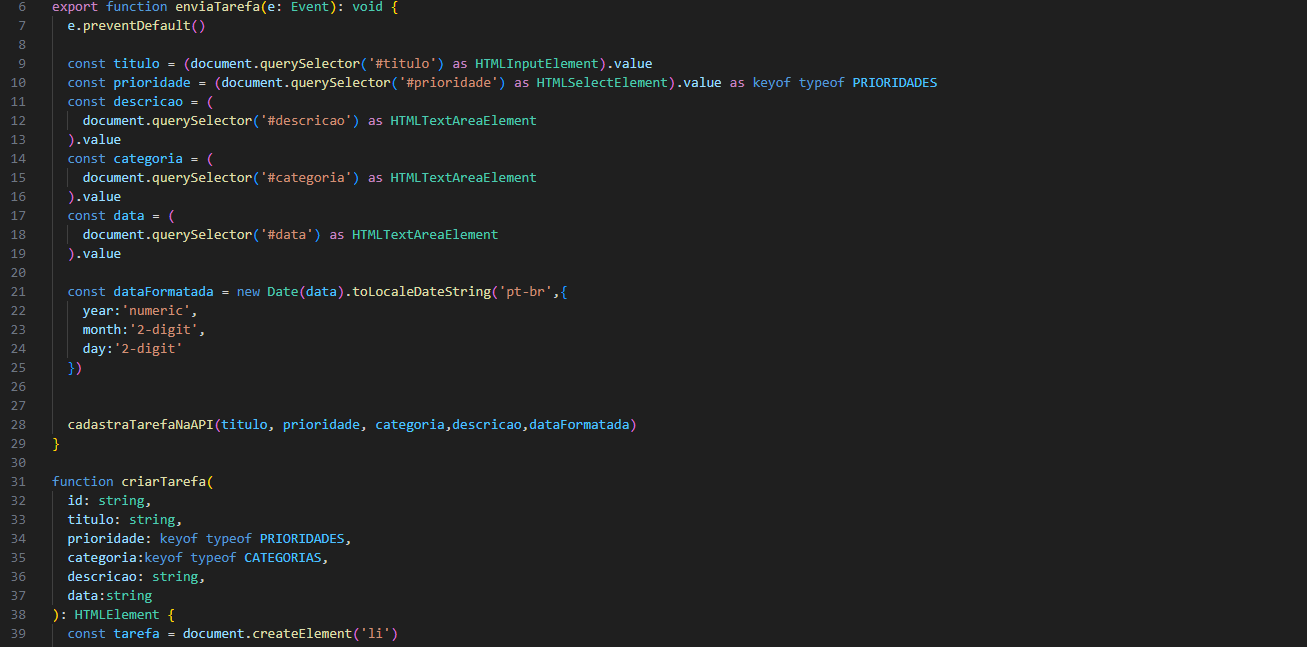 6 export function enviaTarefa(e: Event): void {
7 e.preventDefault()
8
9 const titulo = (document.querySelector('#titulo') as HTMLInputElement).value
10 const prioridade = (document.querySelector('#prioridade') as HTMLSelectElement).value as keyof typeof PRIORIDADES
11 const descricao = (
12 document.querySelector('#descricao') as HTMLTextAreaElement
13 ).value
14 const categoria = (
15 document.querySelector('#categoria') as HTMLTextAreaElement
16 ).value
17 const data = (
18 document.querySelector('#data') as HTMLTextAreaElement
19 ).value
20
21 const dataFormatada = new Date(data).toLocaleDateString('pt-br',{
22 year:'numeric',
23 month:'2-digit',
24 day:'2-digit'
25 })
26
27
28 cadastraTarefaNaAPI(titulo, prioridade, categoria,descricao,dataFormatada)
29 }
30
31 function criarTarefa(
32 id: string,
33 titulo: string,
34 prioridade: keyof typeof PRIORIDADES,
35 categoria:keyof typeof CATEGORIAS,
36 descricao: string,
37 data:string
38 ): HTMLElement {
39 const tarefa = document.createElement('li')